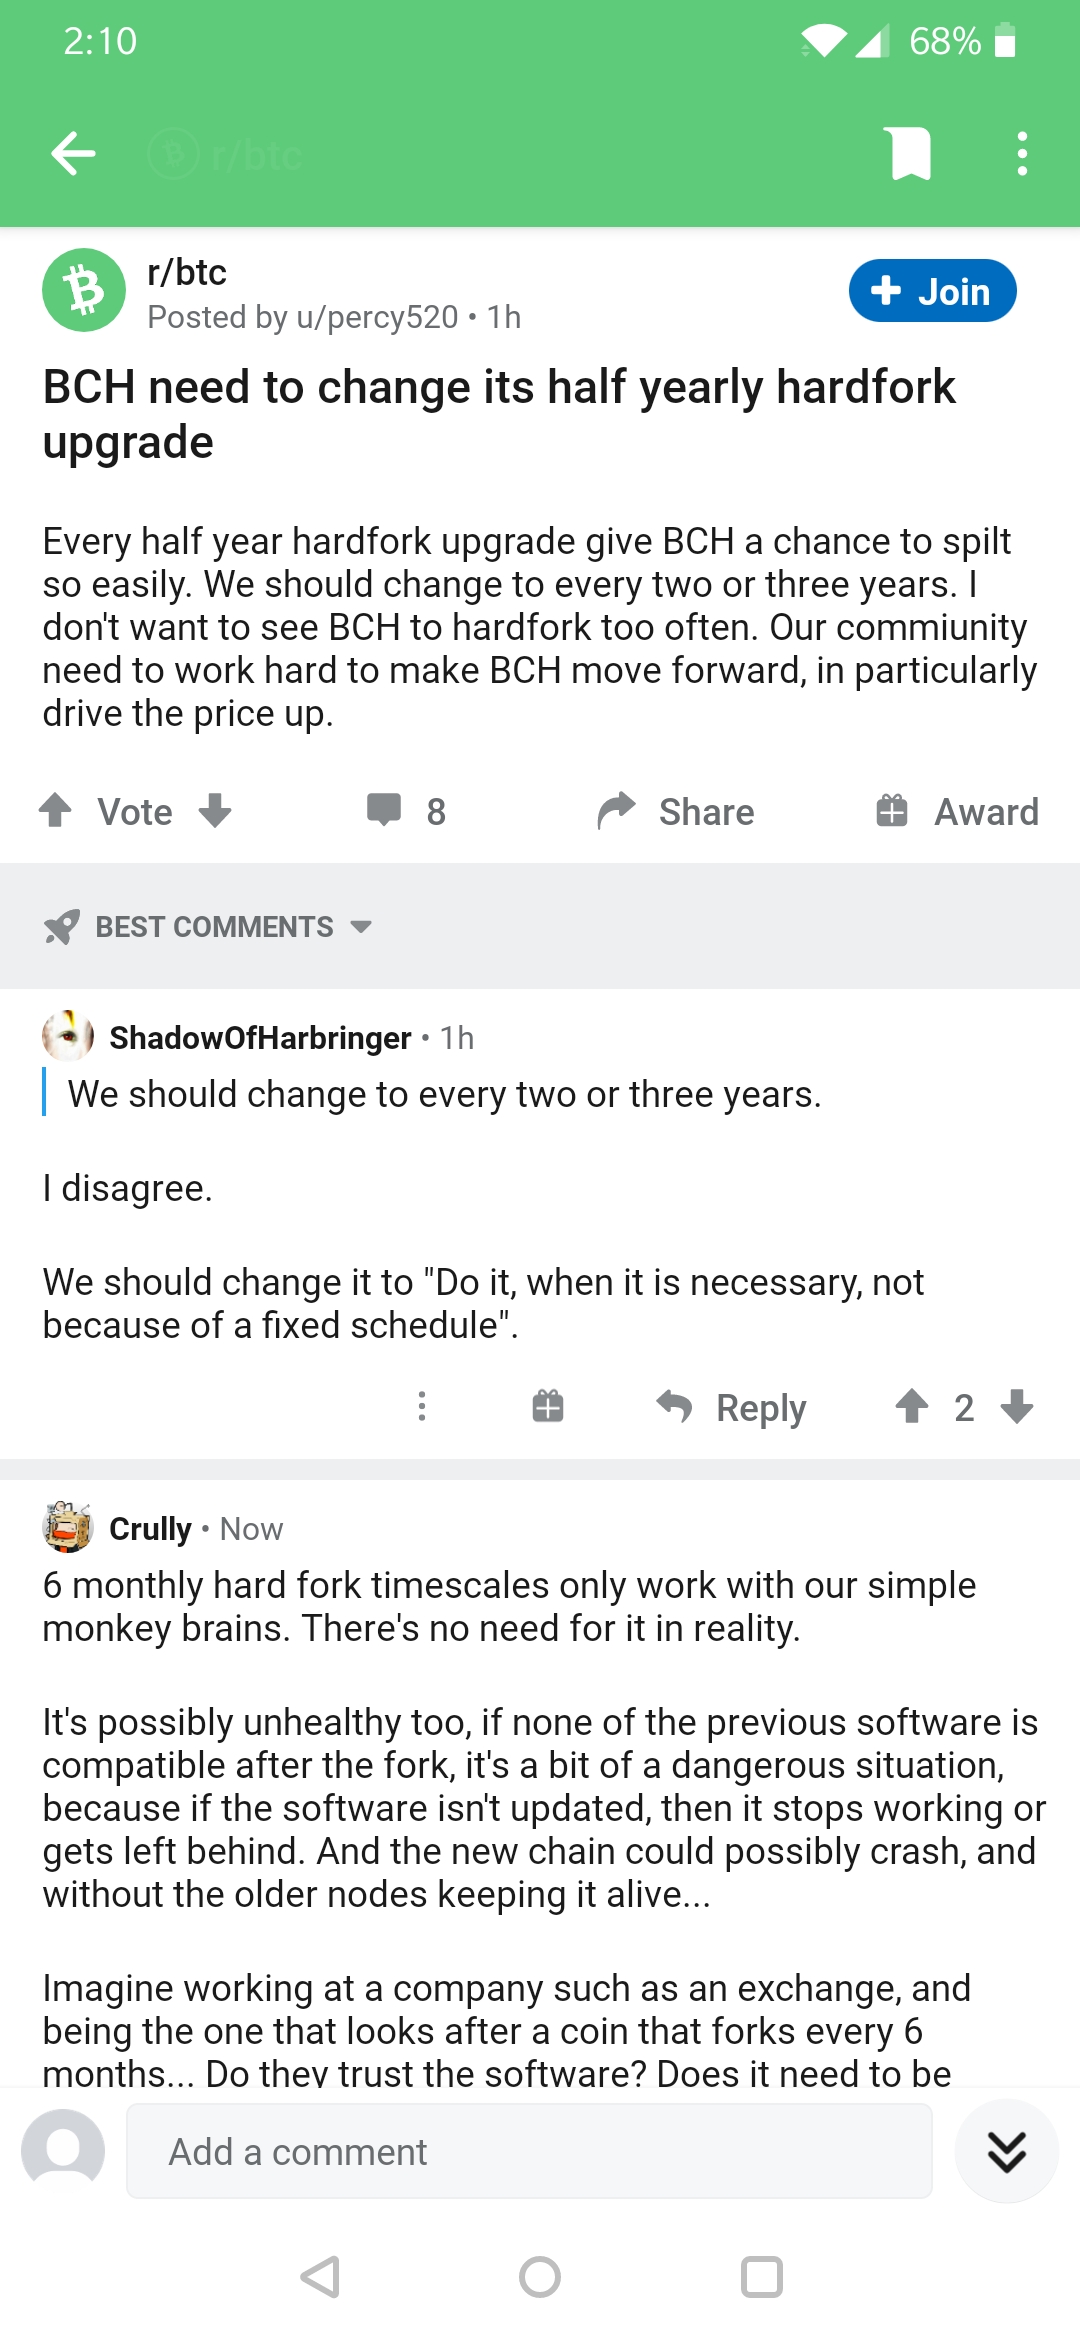 2:10
68%
r/btc
r/btc
Posted by u/percy520 • 1h
+ Join
BCH need to change its half yearly hardfork
upgrade
Every half year hardfork upgrade give BCH a chance to spilt
so easily. We should change to every two or three years. I
don't want to see BCH to hardfork too often. Our commiunity
need to work hard to make BCH move forward, in particularly
drive the price up.
Vote
8
Share
Award
BEST COMMENTS
ShadowOfHarbringer • 1h
We should change to every two or three years.
I disagree.
We should change it to "Do it, when it is necessary, not
because of a fixed schedule".
Reply
2
Crully • Now
6 monthly hard fork timescales only work with our simple
monkey brains. There's no need for it in reality.
It's possibly unhealthy too, if none of the previous software is
compatible after the fork, it's a bit of a dangerous situation,
because if the software isn't updated, then it stops working or
gets left behind. And the new chain could possibly crash, and
without the older nodes keeping it alive...
Imagine working at a company such as an exchange, and
being the one that looks after a coin that forks every 6
months... Do they trust the software? Does it need to be
Add a comment